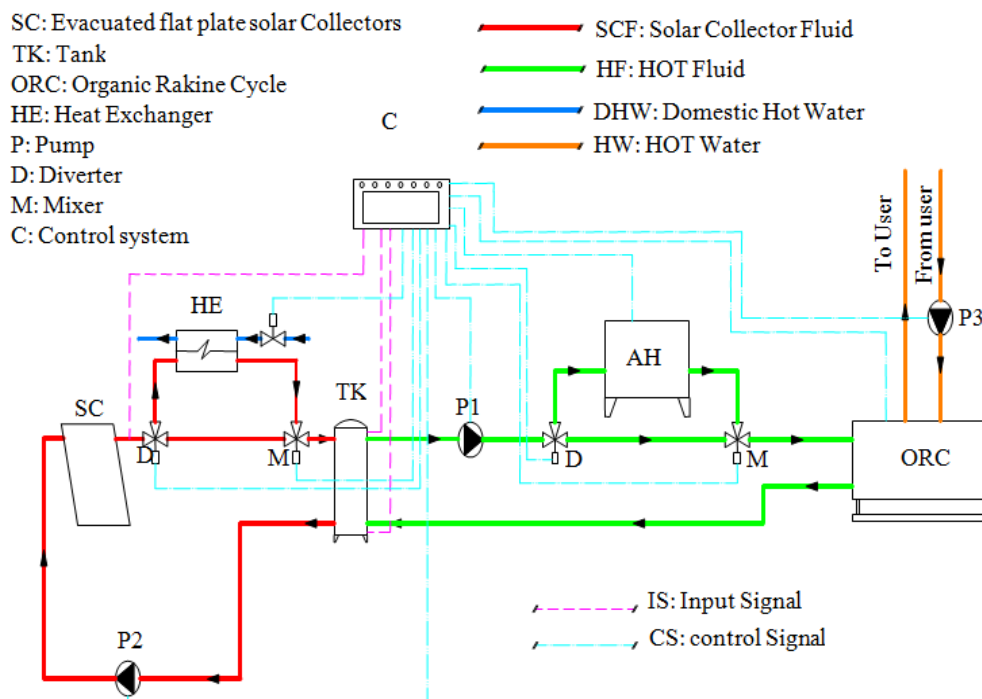 SC: Evacuated flat plate solar Collectors
TK: Tank
ORC: Organic Rakine Cycle
HE: Heat Exchanger
P: Pump
D: Diverter
M: Mixer
C: Control system
SCF: Solar Collector Fluid
HF: HOT Fluid
DHW: Domestic Hot Water
HW: HOT Water
C
To User
From user
HE
P3
AH
TK
P1
SC
D
M
D
M
ORC
IS: Input Signal
CS: control Signal
P2